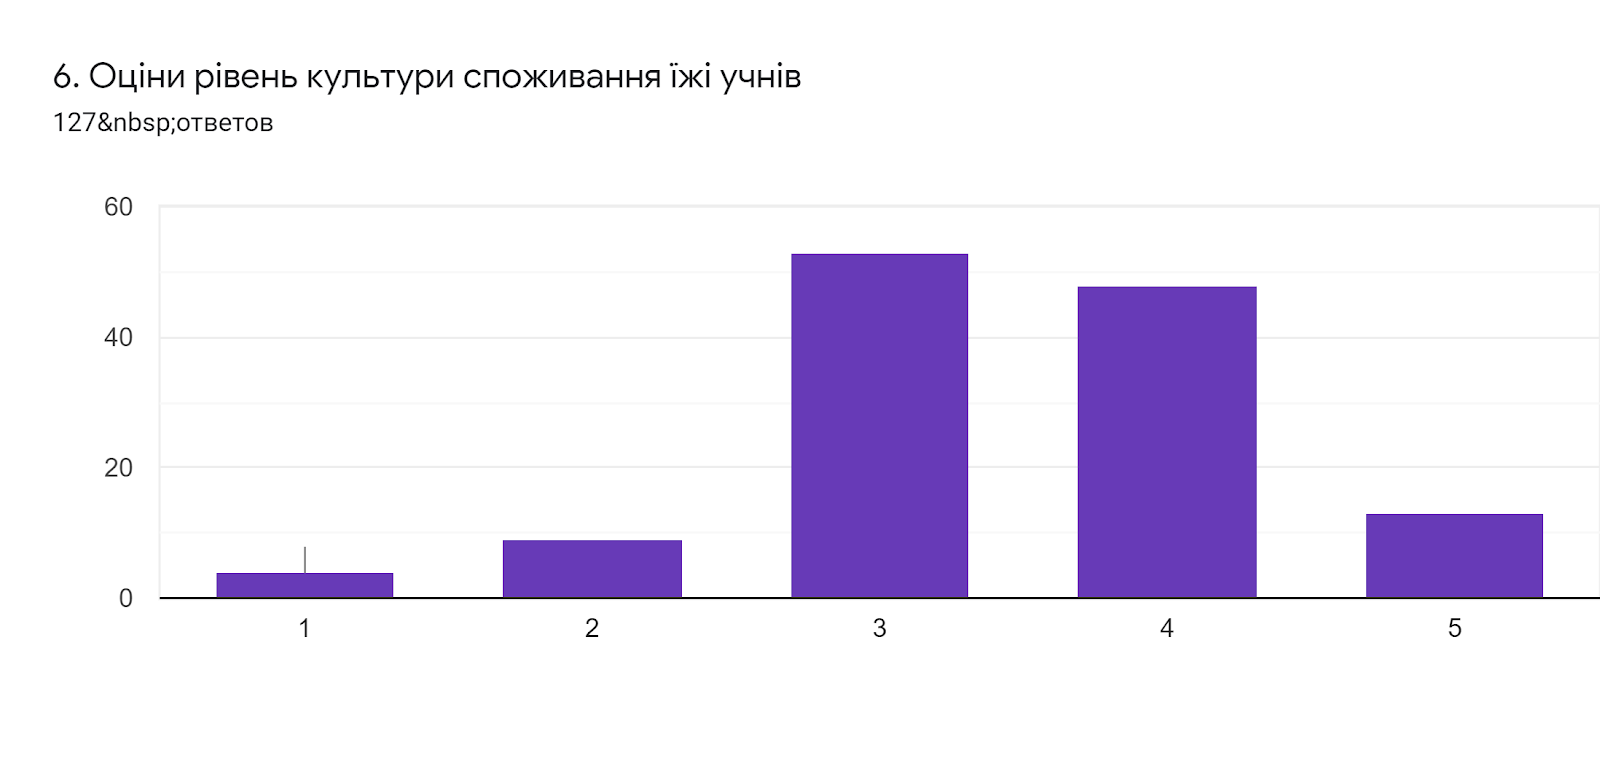 6. Оціни рівень культури споживання їжі учнів
127&nbsp;ответов
60
40
20
0
1 2 3 4 5